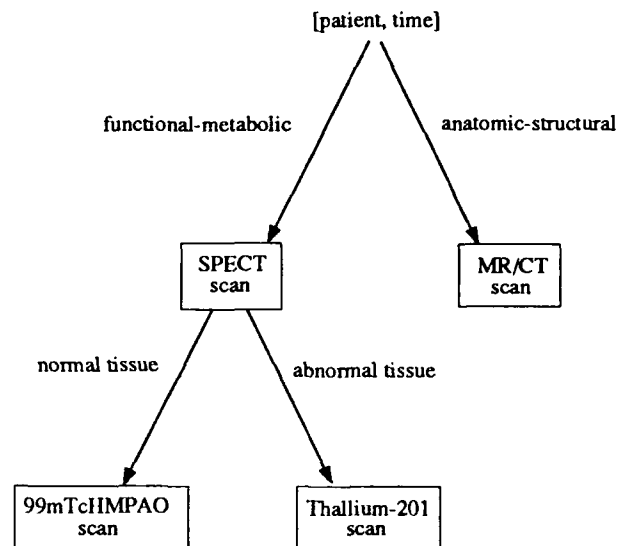 [patient, time]
functional-metabolic
anatomic-structural
SPECT
scan
MR/CT
scan
normal tissue
abnormal tissue
99mTcHMPAO
scan
Thallium-201
scan